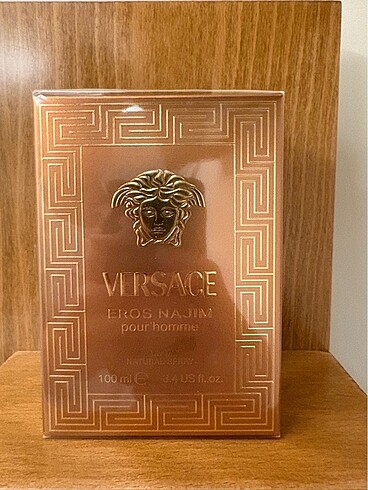 VERSACE
EROS NAJIM
pour homme
NATURAL SPRAY
100 ml ℮ 3.4 US fl.oz.